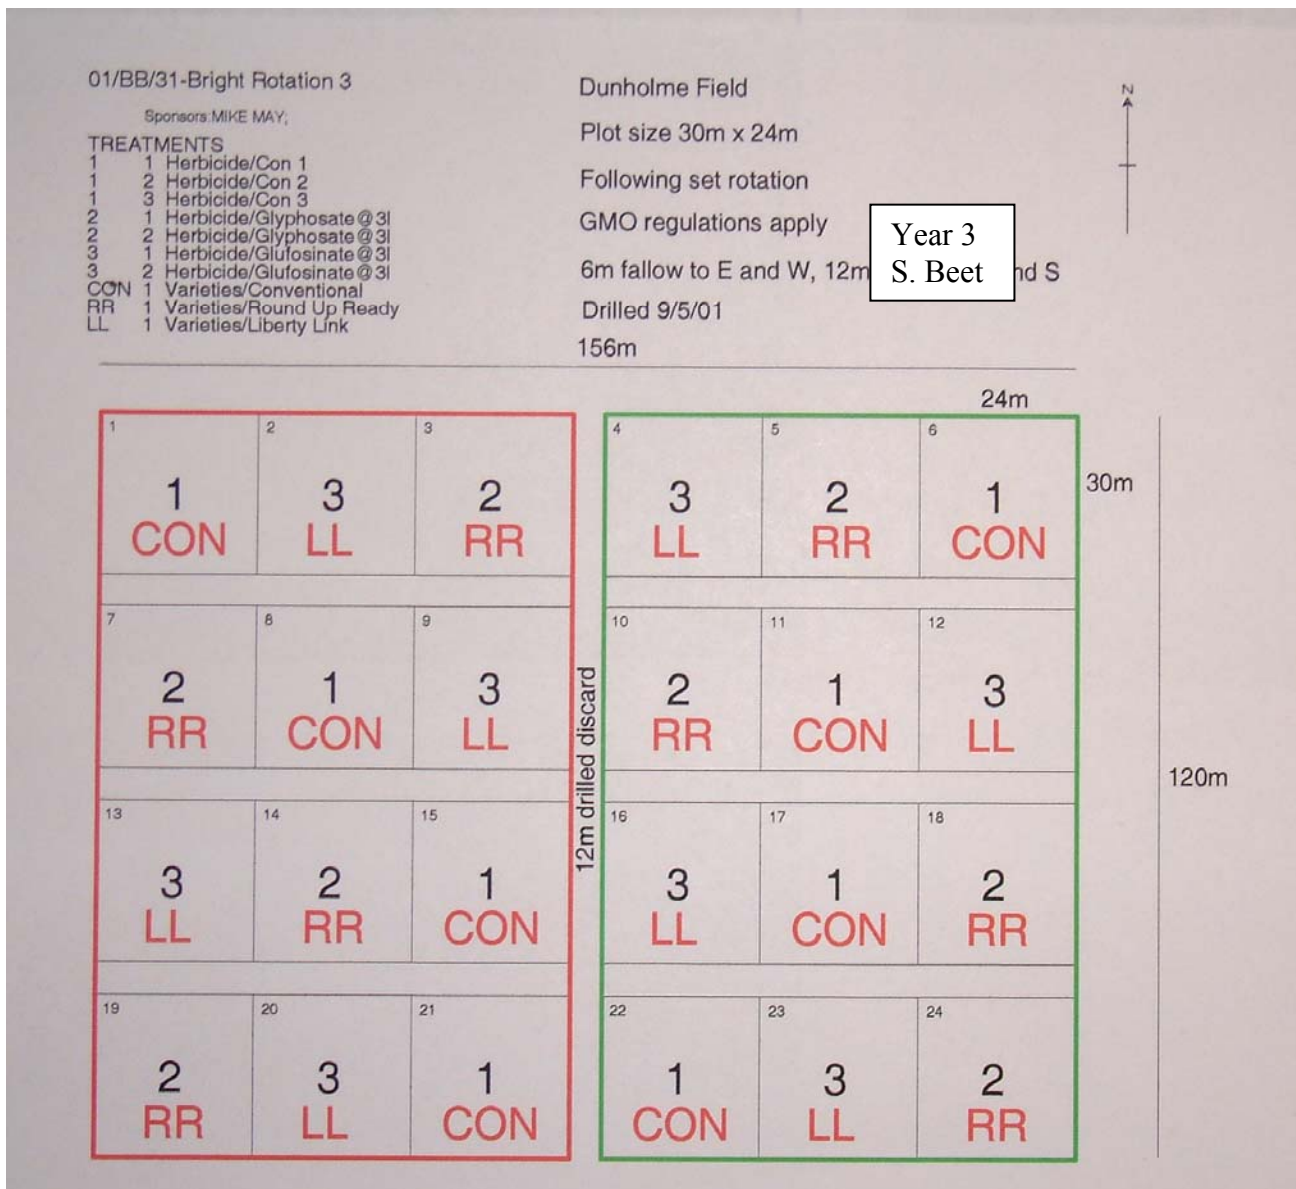 01/BB/31-Bright Rotation 3
Sponsors:MIKE MAY;
TREATMENTS
1 1 Herbicide/Con 1
1 2 Herbicide/Con 2
1 3 Herbicide/Con 3
2 1 Herbicide/Glyphosate@3l
2 2 Herbicide/Glyphosate@3l
3 1 Herbicide/Glufosinate@3l
3 2 Herbicide/Glufosinate@3l
CON 1 Varieties/Conventional
RR 1 Varieties/Round Up Ready
LL 1 Varieties/Liberty Link
Dunholme Field
Plot size 30m x 24m
Following set rotation
GMO regulations apply
6m fallow to E and W, 12m nd S
Drilled 9/5/01
156m
Year 3
S. Beet
N
24m
30m
120m
12m drilled discard
1 2 3 4 5 6
1 3 2 3 2 1
CON LL RR LL RR CON
7 8 9 10 11 12
2 1 3 2 1 3
RR CON LL RR CON LL
13 14 15 16 17 18
3 2 1 3 1 2
LL RR CON LL CON RR
19 20 21 22 23 24
2 3 1 1 3 2
RR LL CON CON LL RR